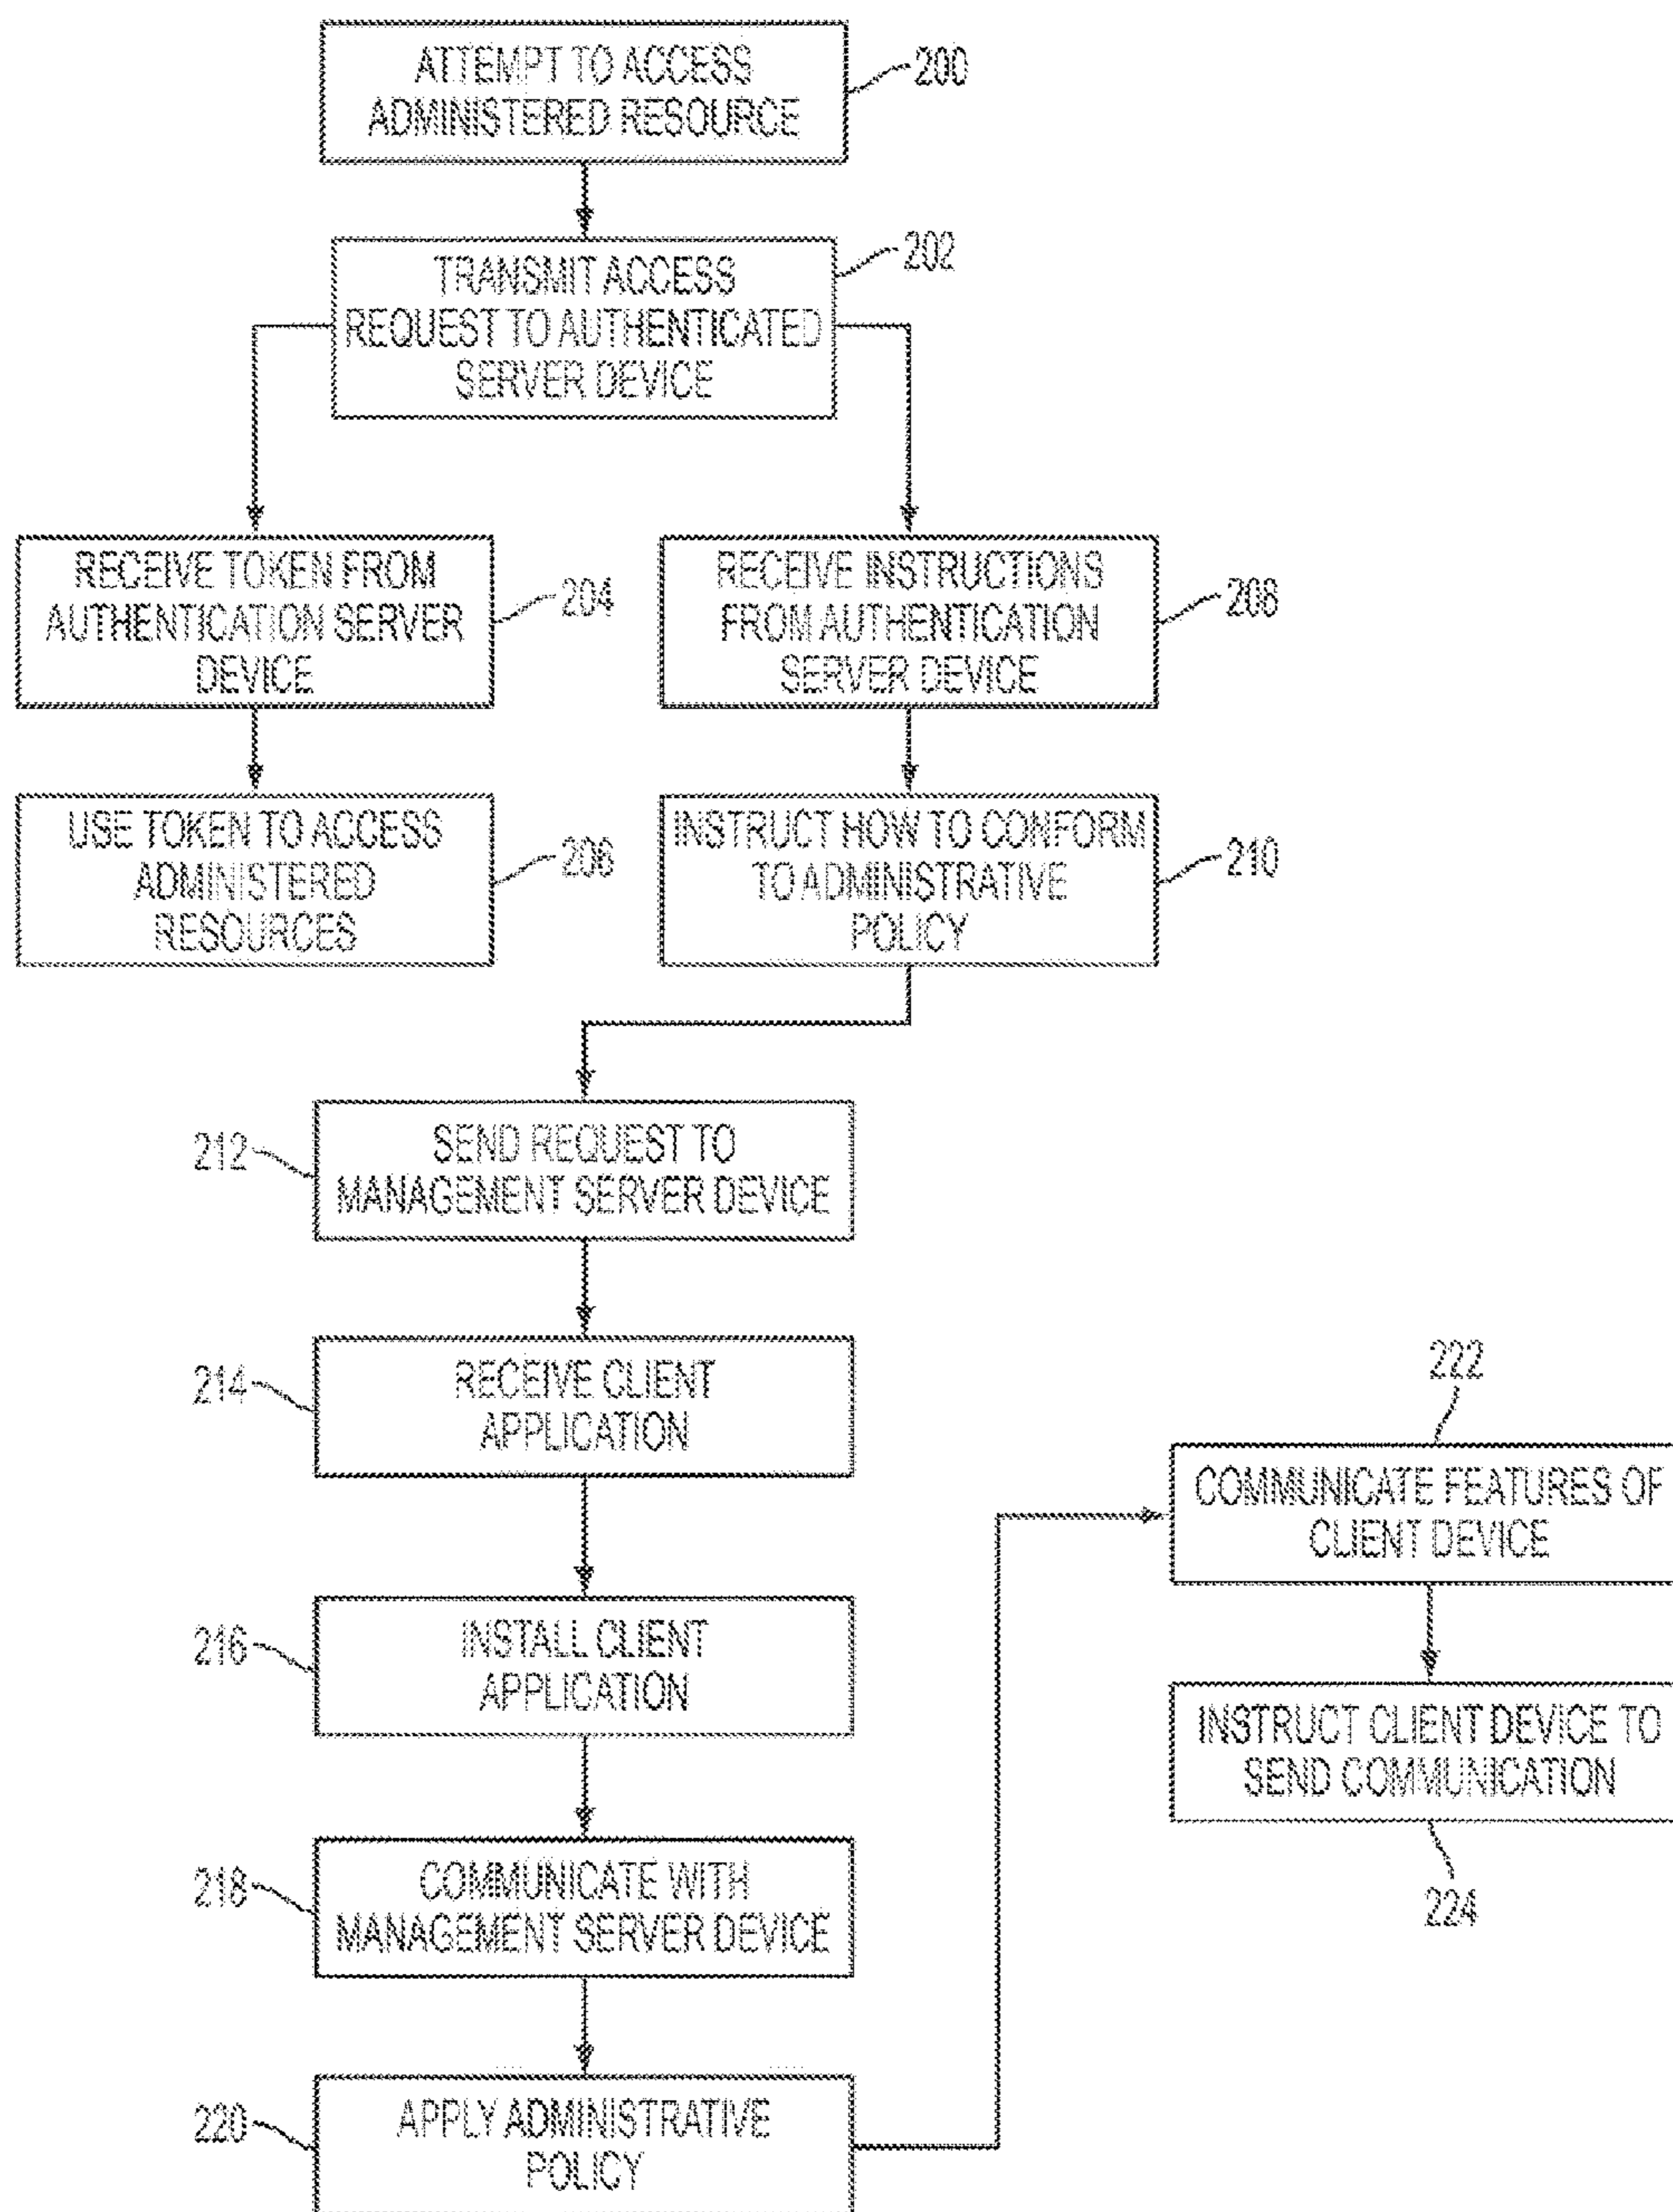 ATTEMPT TO ACCESS
ADMINISTERED RESOURCE
200
TRANSMIT ACCESS
REQUEST TO AUTHENTICATED
SERVER DEVICE
202
RECEIVE TOKEN FROM
AUTHENTICATION SERVER
DEVICE
204
RECEIVE INSTRUCTIONS
FROM AUTHENTICATION
SERVER DEVICE
208
USE TOKEN TO ACCESS
ADMINISTERED
RESOURCES
206
INSTRUCT HOW TO CONFORM
TO ADMINISTRATIVE
POLICY
210
212
SEND REQUEST TO
MANAGEMENT SERVER DEVICE
214
RECEIVE CLIENT
APPLICATION
216
INSTALL CLIENT
APPLICATION
218
COMMUNICATE WITH
MANAGEMENT SERVER DEVICE
220
APPLY ADMINISTRATIVE
POLICY
222
COMMUNICATE FEATURES OF
CLIENT DEVICE
INSTRUCT CLIENT DEVICE TO
SEND COMMUNICATION
224